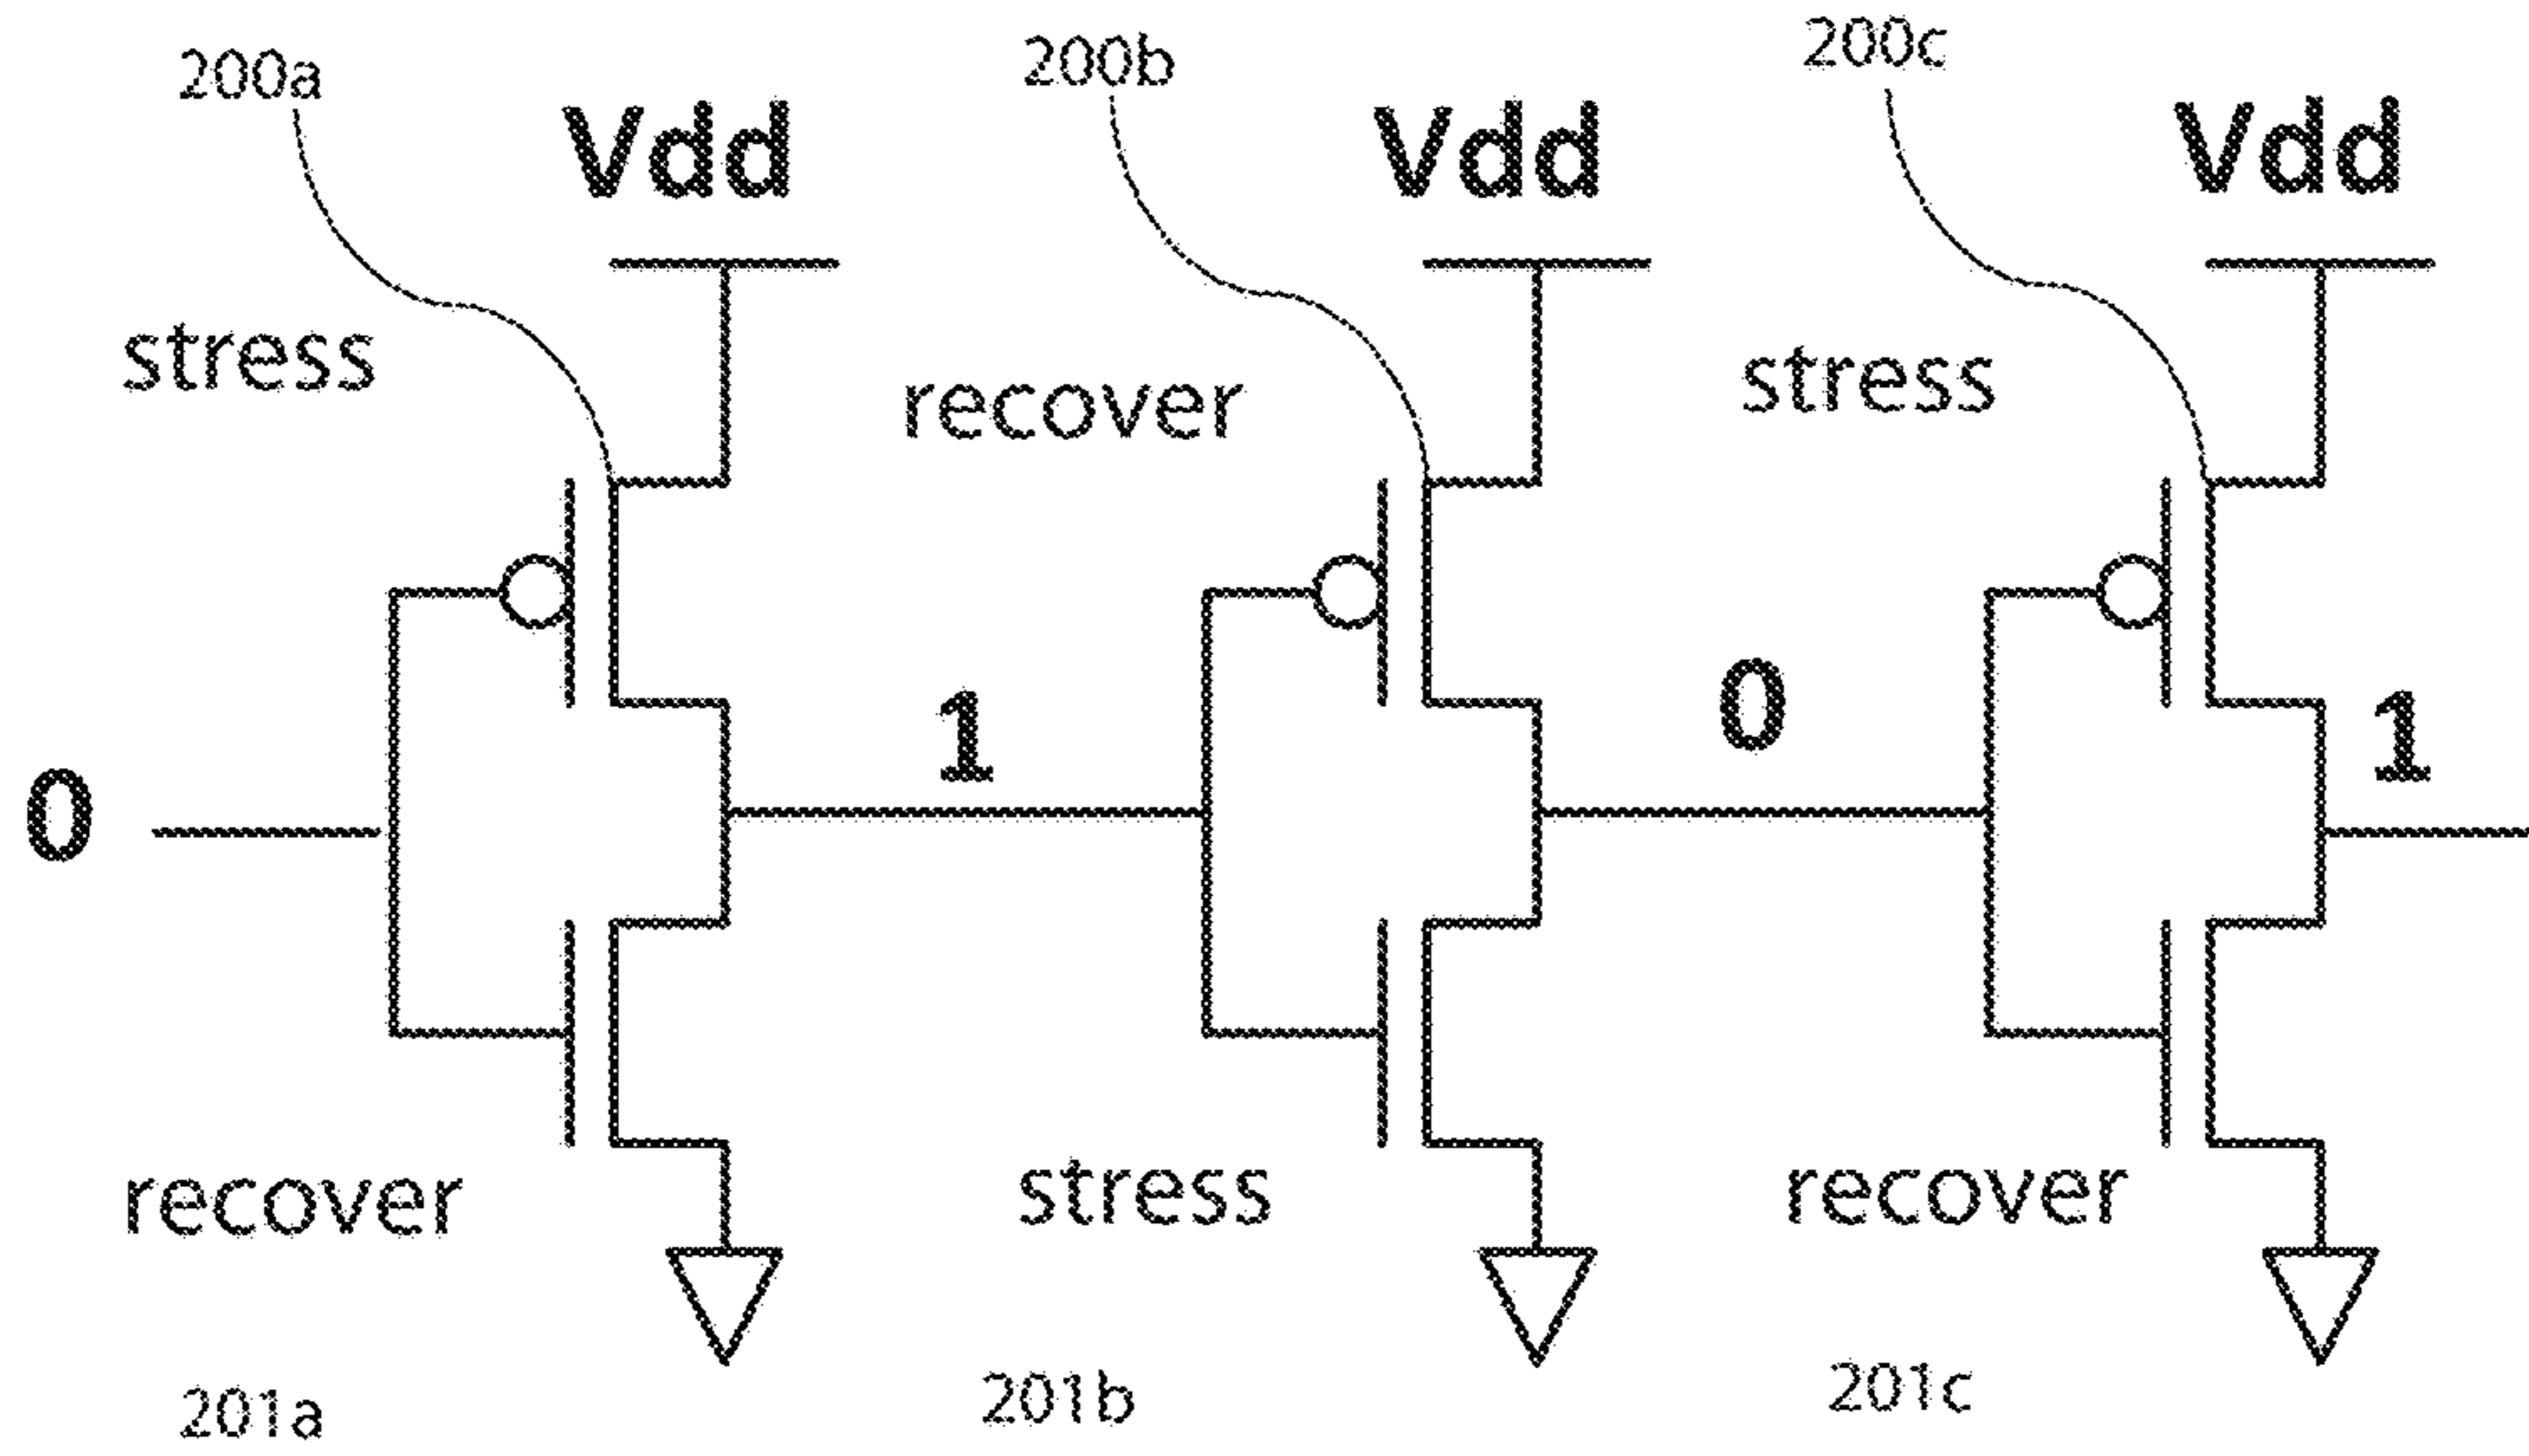 200a
200b
200c
Vdd
Vdd
Vdd
stress
recover
stress
0
1
0
1
recover
stress
recover
201a
201b
201c